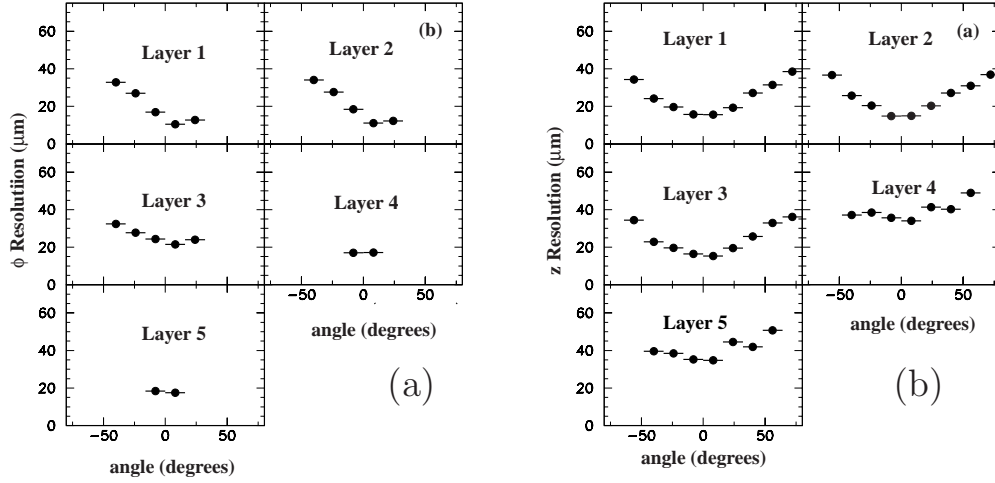 (b)
Layer 1
Layer 2
60
40
20
0
Layer 3
Layer 4
60
40
20
0
−50 0 50
angle (degrees)
Layer 5
60
40
20
0
−50 0 50
angle (degrees)
ϕ Resolutiion (μm)
(a)
(a)
Layer 1
Layer 2
60
40
20
0
Layer 3
Layer 4
60
40
20
0
−50 0 50
angle (degrees)
Layer 5
60
40
20
0
−50 0 50
angle (degrees)
z Resolution (μm)
(b)